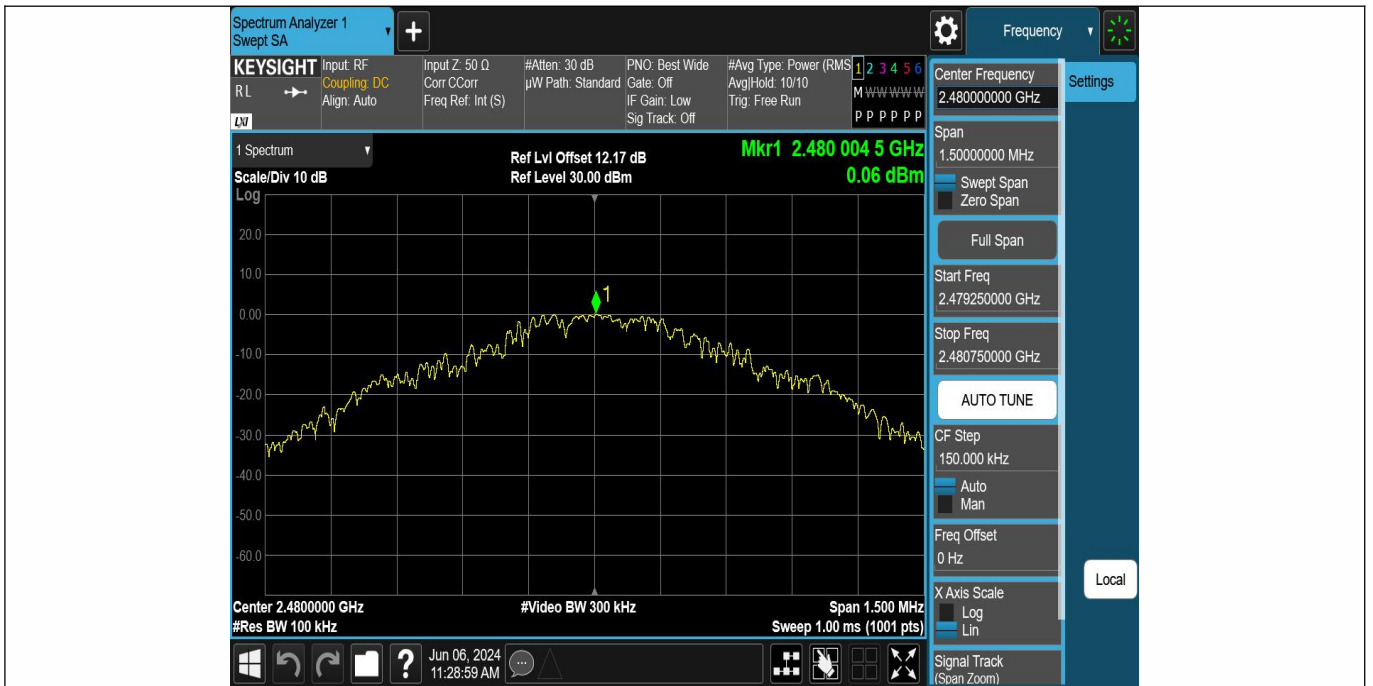 Spectrum Analyzer 1
Swept SA
+
Frequency
KEYSIGHT
RL
LXI
Input: RF
Coupling: DC
Align: Auto
Input Z: 50 Ω
Corr CCorr
Freq Ref: Int (S)
#Atten: 30 dB
µW Path: Standard
PNO: Best Wide
Gate: Off
IF Gain: Low
Sig Track: Off
#Avg Type: Power (RMS
Avg|Hold: 10/10
Trig: Free Run
1 2 3 4 5 6
M W W W W W
P P P P P P
1 Spectrum
Scale/Div 10 dB
Log
Ref Lvl Offset 12.17 dB
Ref Level 30.00 dBm
Mkr1 2.480 004 5 GHz
0.06 dBm
20.0
10.0
0.00
-10.0
-20.0
-30.0
-40.0
-50.0
-60.0
1
Center 2.4800000 GHz
#Res BW 100 kHz
#Video BW 300 kHz
Span 1.500 MHz
Sweep 1.00 ms (1001 pts)
Center Frequency
2.480000000 GHz
Settings
Span
1.50000000 MHz
Swept Span
Zero Span
Full Span
Start Freq
2.479250000 GHz
Stop Freq
2.480750000 GHz
AUTO TUNE
CF Step
150.000 kHz
Auto
Man
Freq Offset
0 Hz
Local
X Axis Scale
Log
Lin
Signal Track
(Span Zoom)
?
Jun 06, 2024
11:28:59 AM